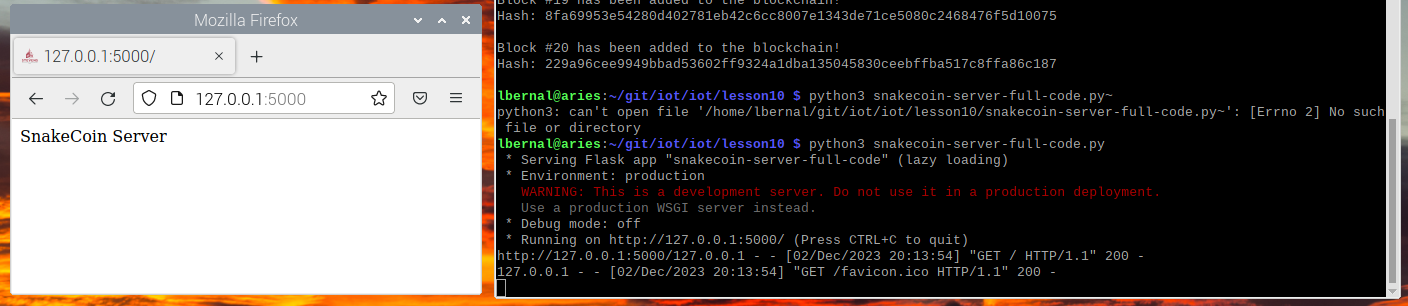 Mozilla Firefox
127.0.0.1:5000/
127.0.0.1:5000
SnakeCoin Server
Block #19 has been added to the blockchain!
Hash: 8fa69953e54280d402781eb42c6cc8007e1343de71ce5080c2468476f5d10075
Block #20 has been added to the blockchain!
Hash: 229a96cee9949bbad53602ff9324a1dba135045830ceebffba517c8ffa86c187
lbernal@aries:~/git/iot/iot/lesson10 $ python3 snakecoin-server-full-code.py~
python3: can't open file '/home/lbernal/git/iot/iot/lesson10/snakecoin-server-full-code.py~': [Errno 2] No such
 file or directory
lbernal@aries:~/git/iot/iot/lesson10 $ python3 snakecoin-server-full-code.py
 * Serving Flask app "snakecoin-server-full-code" (lazy loading)
 * Environment: production
   WARNING: This is a development server. Do not use it in a production deployment.
   Use a production WSGI server instead.
 * Debug mode: off
 * Running on http://127.0.0.1:5000/ (Press CTRL+C to quit)
http://127.0.0.1:5000/127.0.0.1 - - [02/Dec/2023 20:13:54] "GET / HTTP/1.1" 200 -
127.0.0.1 - - [02/Dec/2023 20:13:54] "GET /favicon.ico HTTP/1.1" 200 -